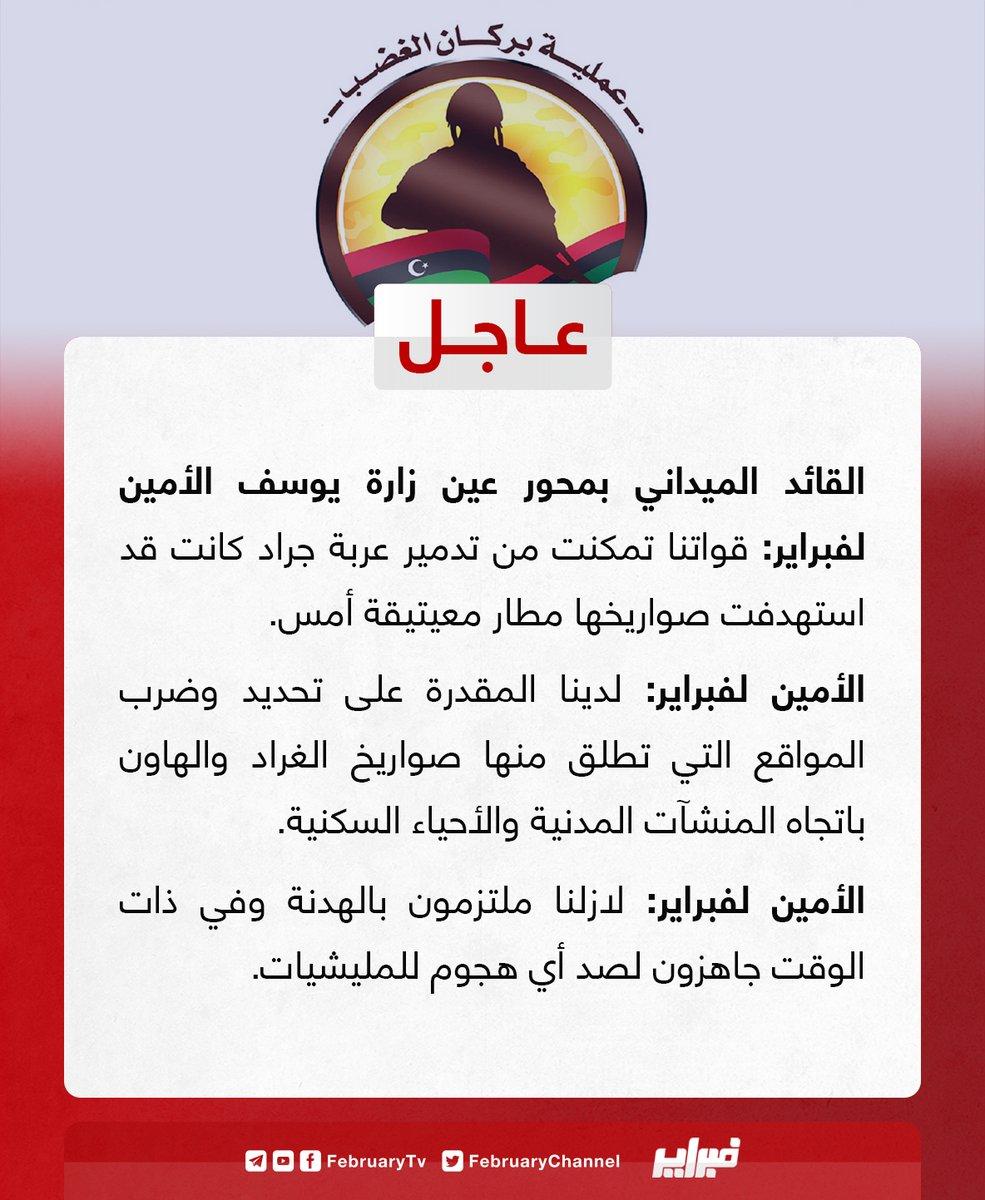 عملية بركان الغضب
عاجل
القائد الميداني بمحور عين زارة يوسف الأمين
لفبراير: قواتنا تمكنت من تدمير عربة جراد كانت قد
استهدفت صواريخها مطار معيتيقة أمس.
الأمين لفبراير: لدينا المقدرة على تحديد وضرب
المواقع التي تطلق منها صواريخ الغراد والهاون
باتجاه المنشآت المدنية والأحياء السكنية.
الأمين لفبراير: لازلنا ملتزمون بالهدنة وفي ذات
الوقت جاهزون لصد أي هجوم للمليشيات.
FebruaryTv FebruaryChannel فبراير